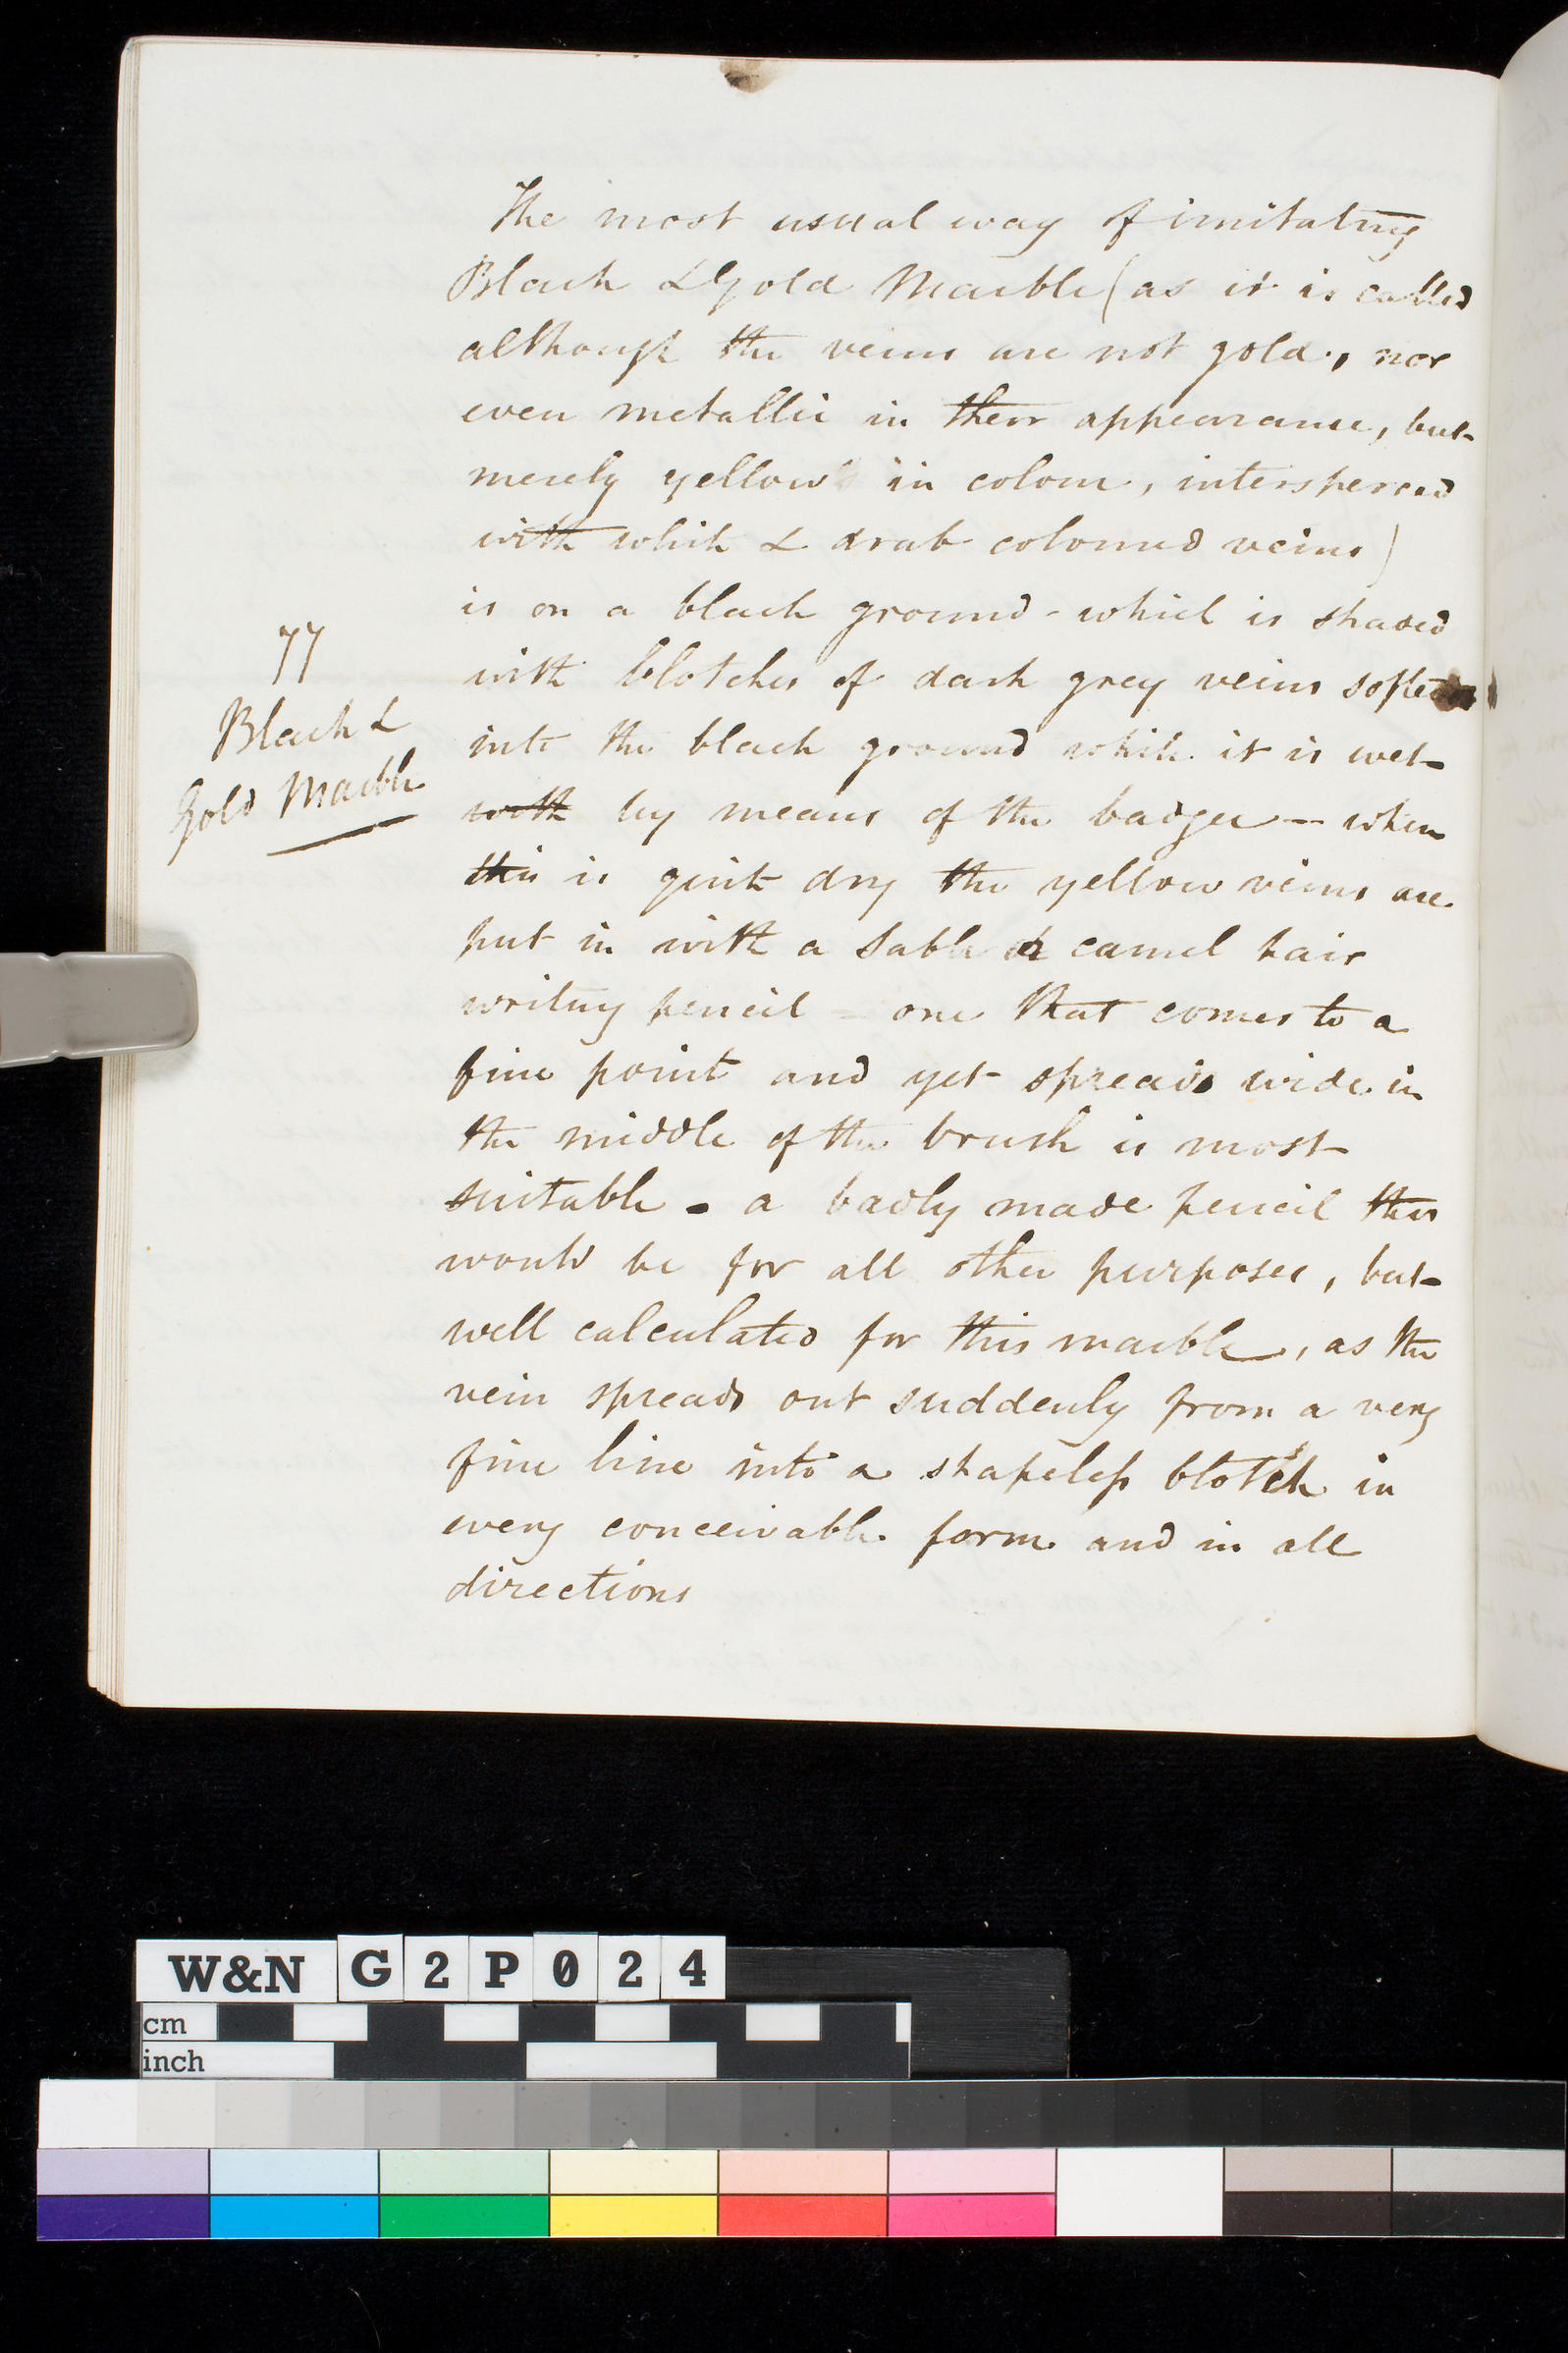 The most usual way of imitating
Black & Gold Marble (as it is called
although the veins are not gold, nor
even metallic in their appearance, but
merely yellow in colour, interspersed
with white & drab coloured veins)
is on a black ground - which is shaded
77
with blotches of dark grey veins
Black &
into the black ground while it is wet
Gold Marble
with by means of the badger - when
this is quite dry the yellow veins are
put in with a sable or camel hair
writing pencil - one that comes to a
fine point and yet spreads wide in
the middle of the brush is most
suitable - a badly made pencil this
would be for all other purposes, but
well calculated for this marble, as the
vein spreads out suddenly from a very
fine line into a shapeless blotch in
every conceivable form and in all
directions
W&N G2P024
cm
inch